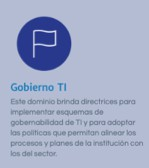 Gobierno TI
Este dominio brinda directrices para
implementar esquemas de
gobernabilidad de TI y para adoptar
las políticas que permitan alinear los
procesos y planes de la institución con
los del sector.